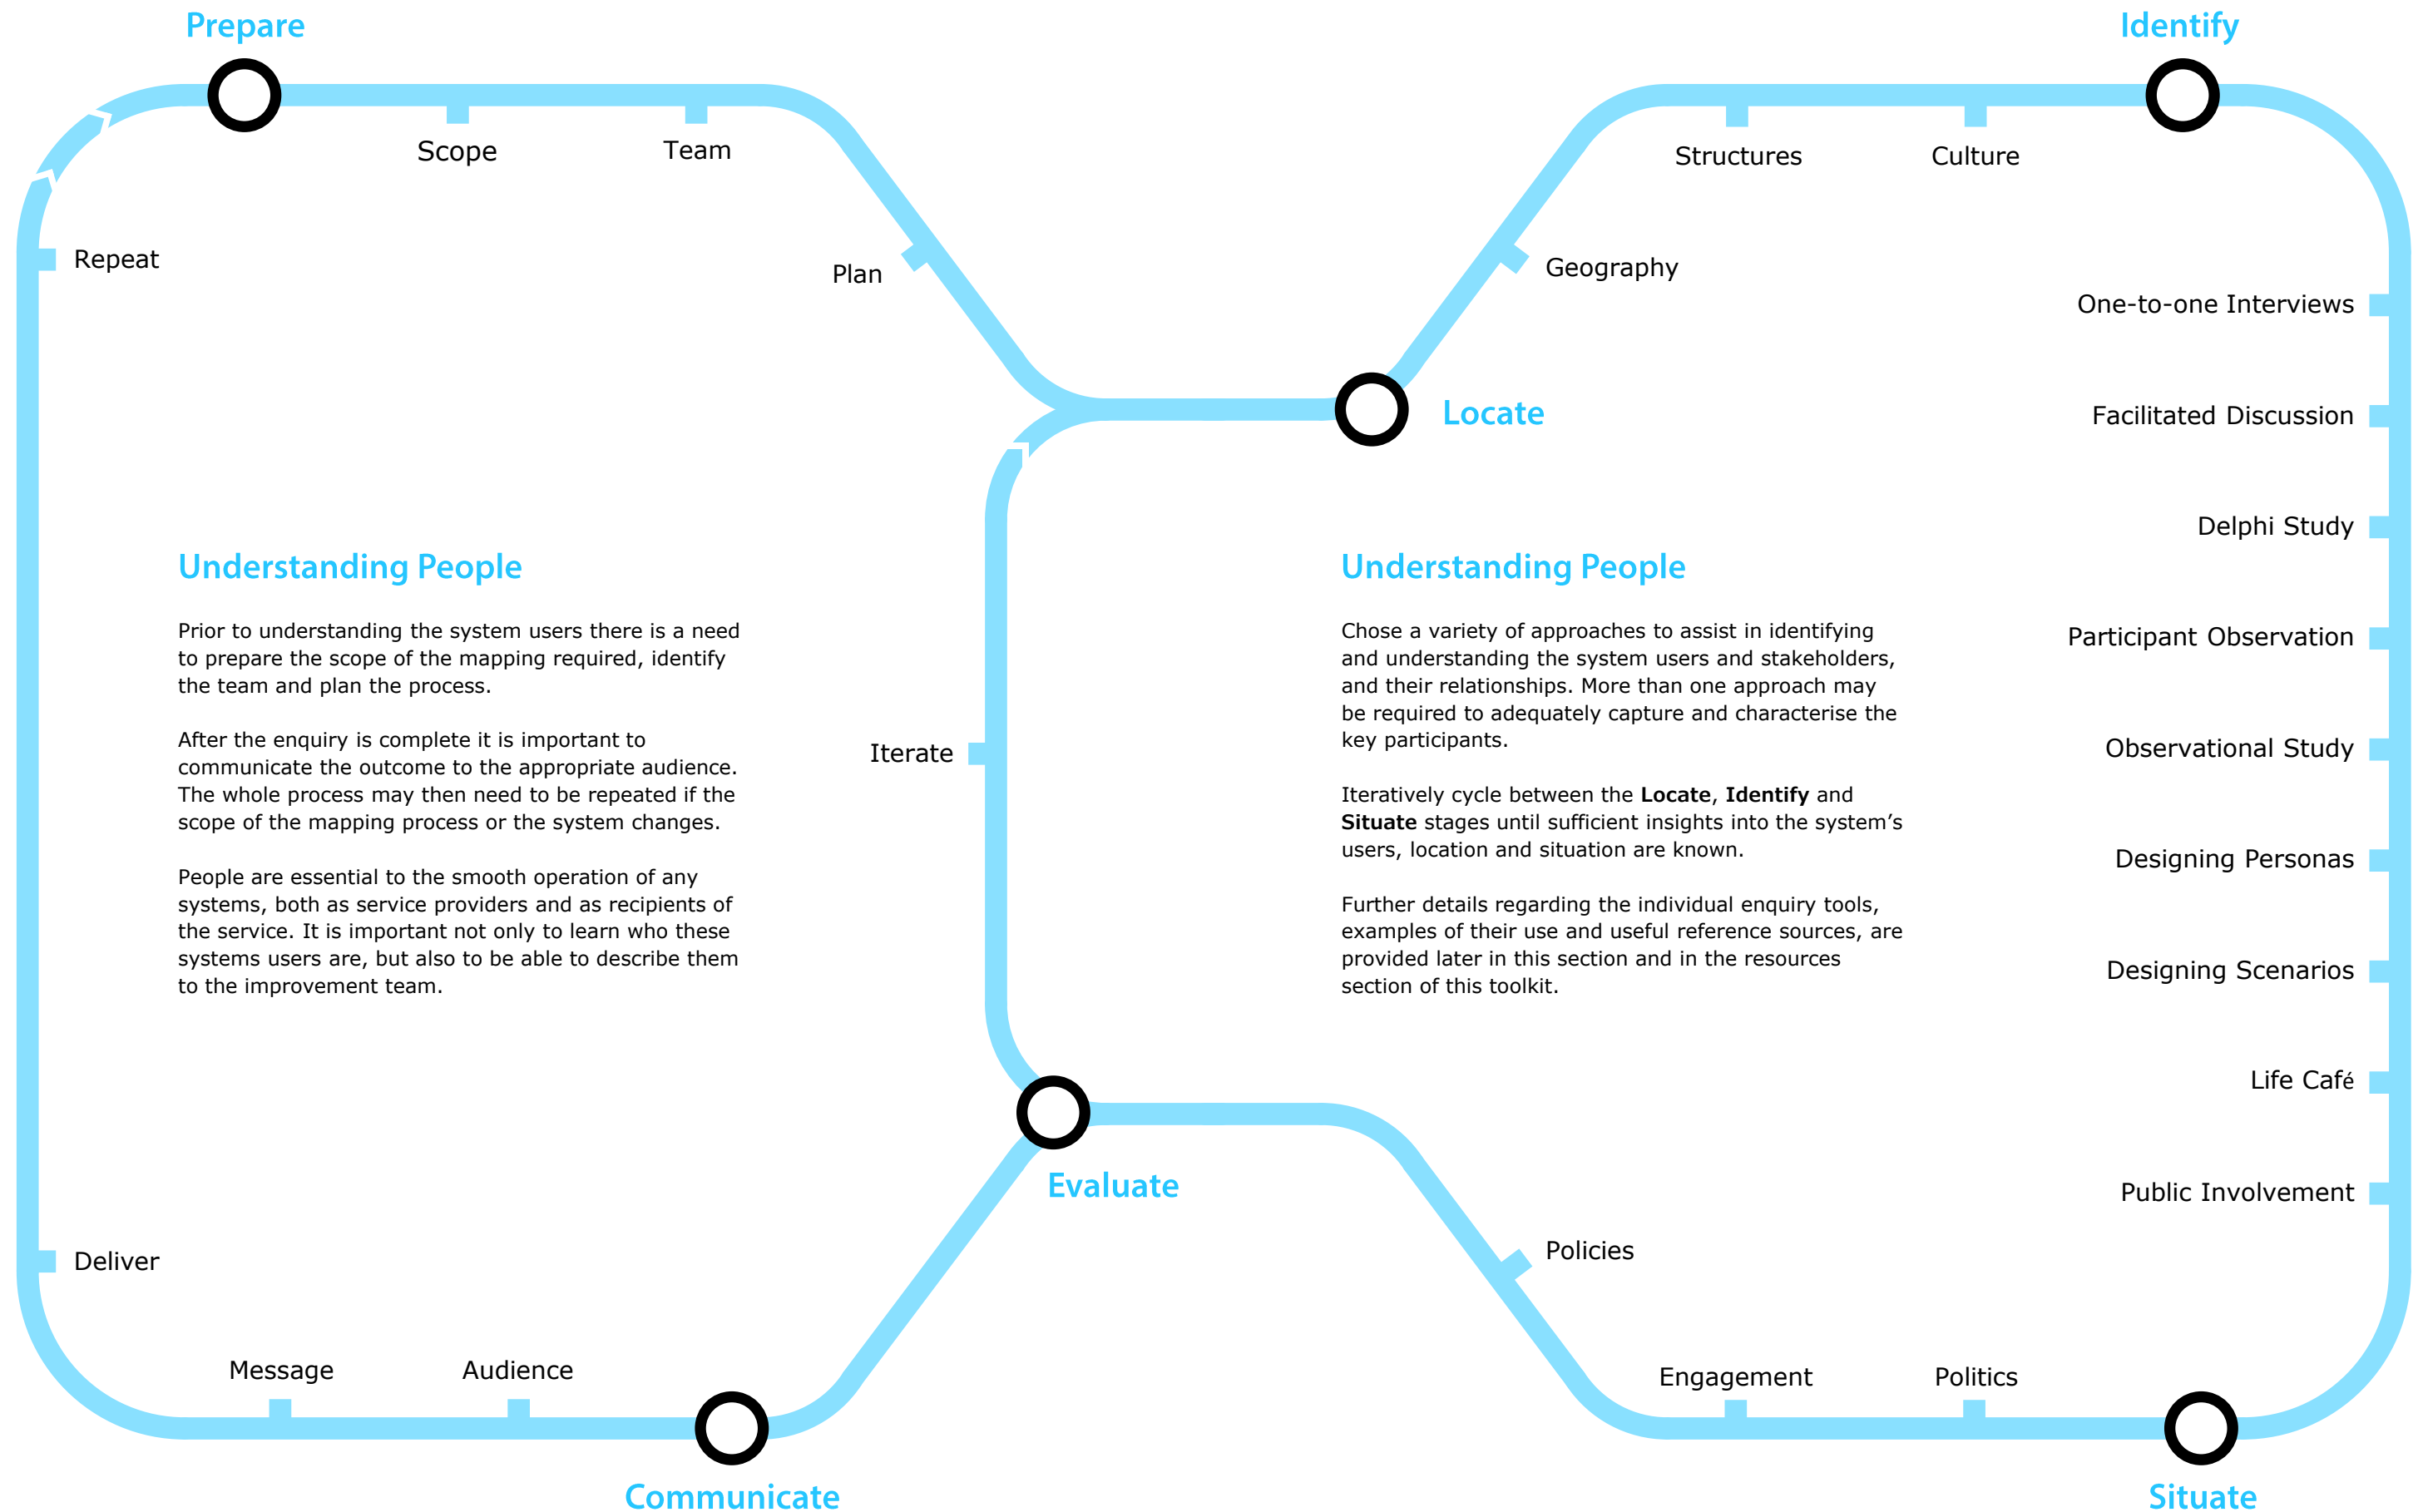 Prepare
Identify
Scope
Team
Structures
Culture
Repeat
Plan
Geography
One-to-one Interviews
Locate
Facilitated Discussion
Delphi Study
Understanding People
Prior to understanding the system users there is a need
to prepare the scope of the mapping required, identify
the team and plan the process.
After the enquiry is complete it is important to
communicate the outcome to the appropriate audience.
The whole process may then need to be repeated if the
scope of the mapping process or the system changes.
People are essential to the smooth operation of any
systems, both as service providers and as recipients of
the service. It is important not only to learn who these
systems users are, but also to be able to describe them
to the improvement team.
Iterate
Understanding People
Chose a variety of approaches to assist in identifying
and understanding the system users and stakeholders,
and their relationships. More than one approach may
be required to adequately capture and characterise the
key participants.
Iteratively cycle between the Locate, Identify and
Situate stages until sufficient insights into the system's
users, location and situation are known.
Further details regarding the individual enquiry tools,
examples of their use and useful reference sources, are
provided later in this section and in the resources
section of this toolkit.
Participant Observation
Observational Study
Designing Personas
Designing Scenarios
Life Café
Public Involvement
Evaluate
Deliver
Policies
Message
Audience
Engagement
Politics
Communicate
Situate